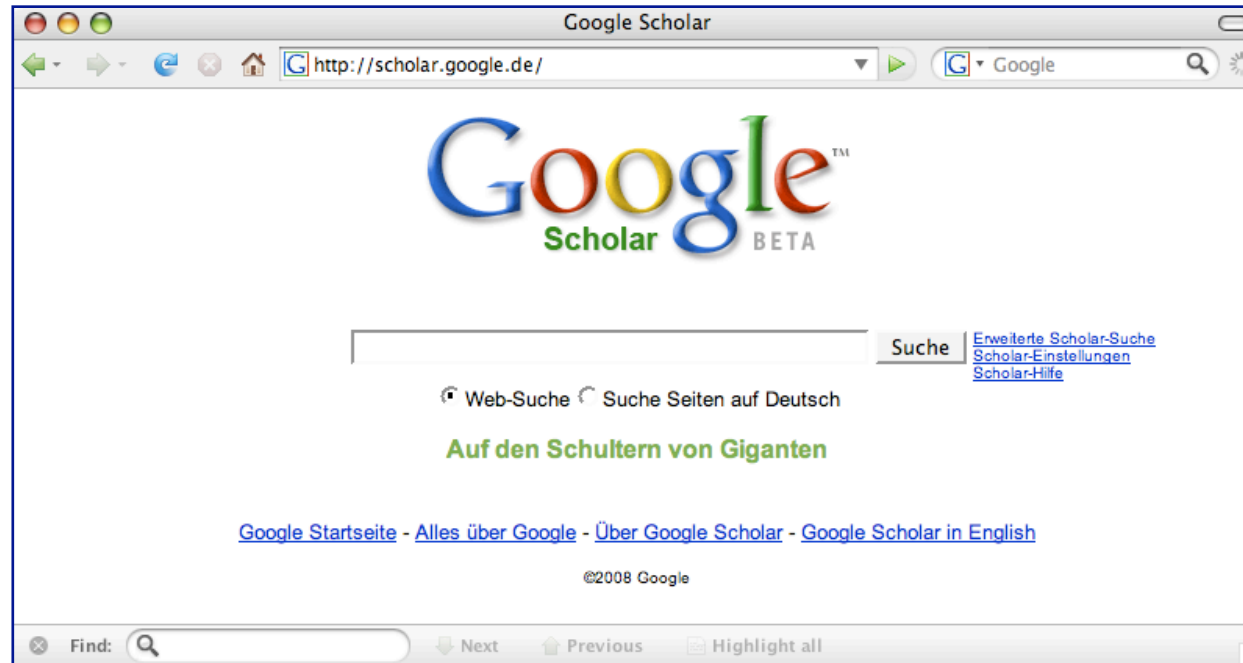 Google Scholar
http://scholar.google.de/ G Google
Google™
Scholar BETA
Suche Erweiterte Scholar-Suche
Scholar-Einstellungen
Scholar-Hilfe
Web-Suche Suche Seiten auf Deutsch
Auf den Schultern von Giganten
Google Startseite - Alles über Google - Über Google Scholar - Google Scholar in English
©2008 Google
Find: Next Previous Highlight all